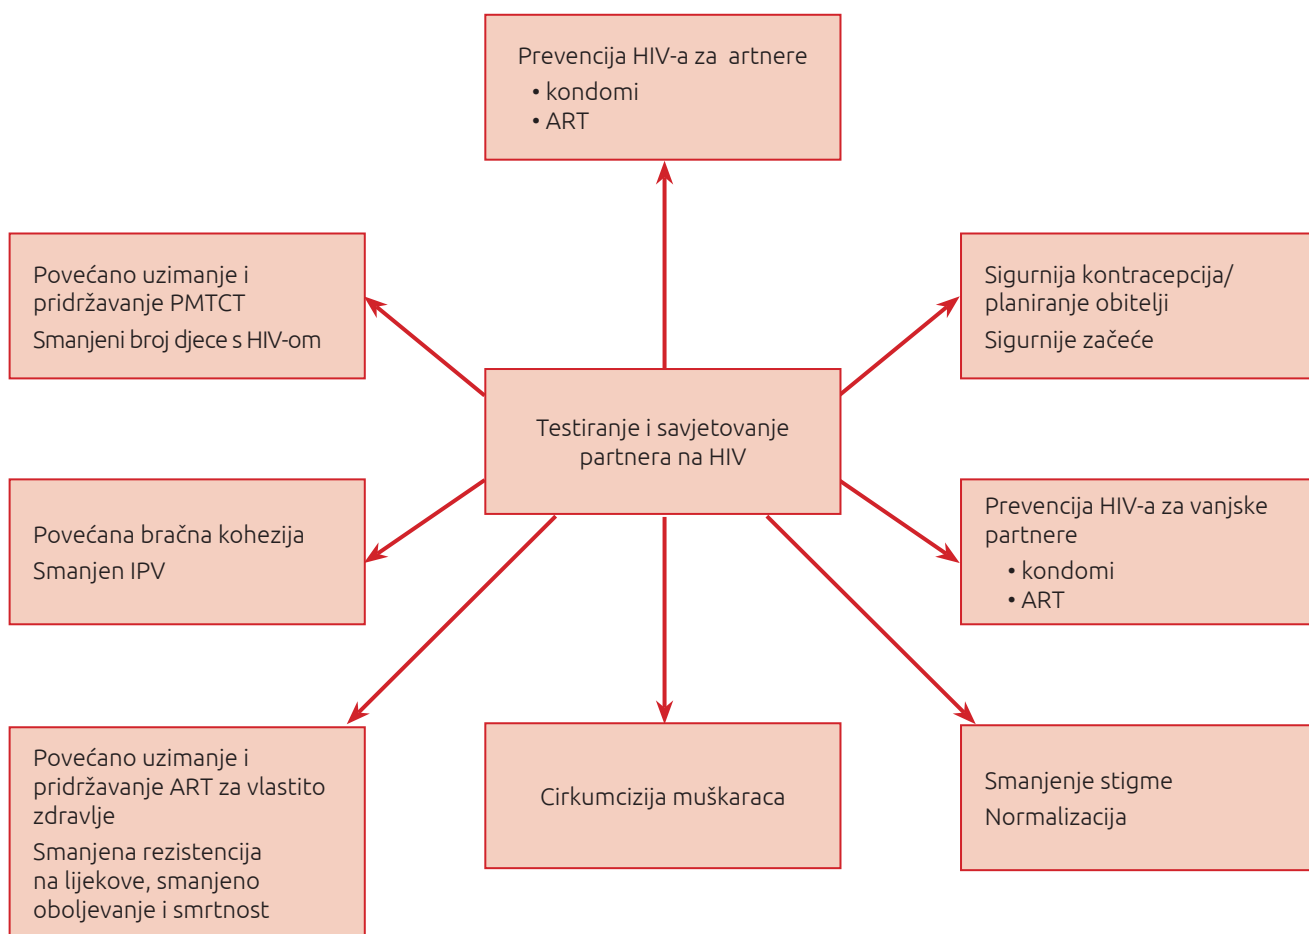 Prevencija HIV-a za  artnere
• kondomi
• ART
Povećano uzimanje i
pridržavanje PMTCT
Smanjeni broj djece s HIV-om
Sigurnija kontracepcija/
planiranje obitelji
Sigurnije začeće
Testiranje i savjetovanje
partnera na HIV
Povećana bračna kohezija
Smanjen IPV
Prevencija HIV-a za vanjske
partnere
• kondomi
• ART
Povećano uzimanje i
pridržavanje ART za vlastito
zdravlje
Smanjena rezistencija
na lijekove, smanjeno
oboljevanje i smrtnost
Cirkumcizija muškaraca
Smanjenje stigme
Normalizacija